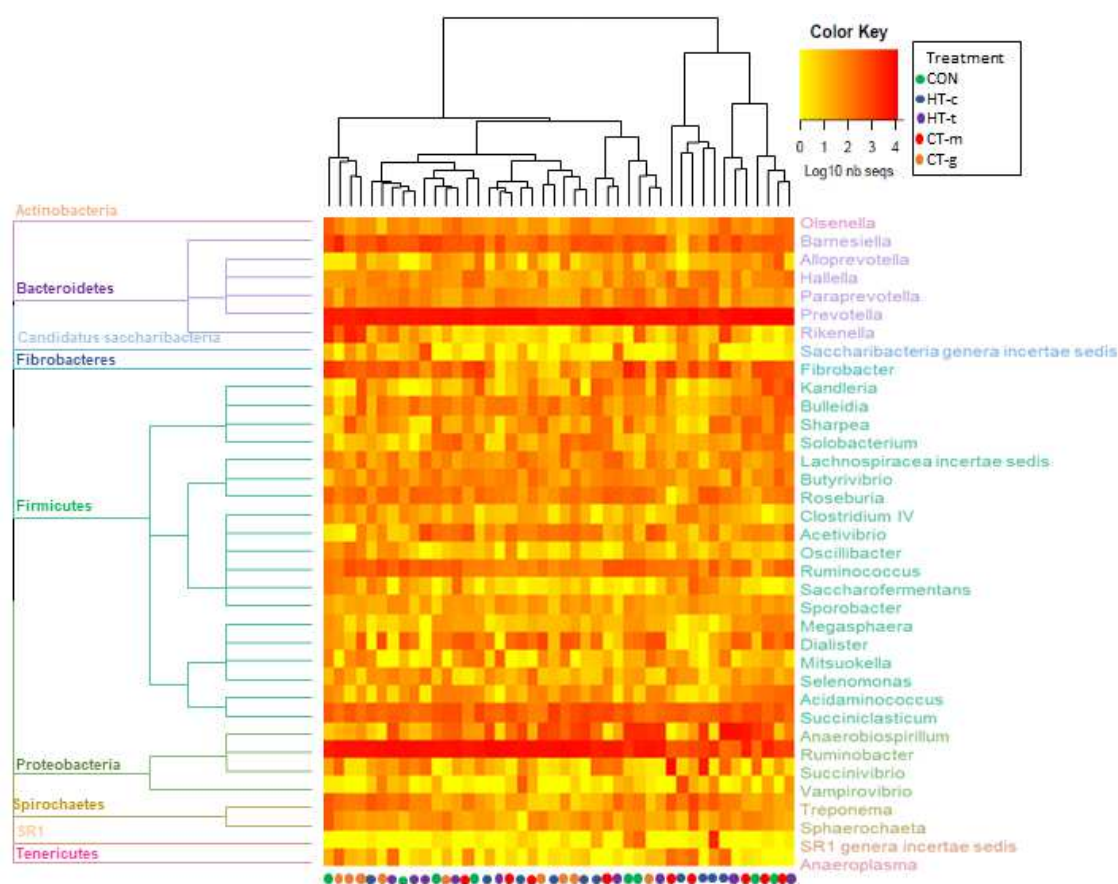 Color Key
0 1 2 3 4
Log10 nb seqs
Treatment
CON
HT-c
HT-t
CT-m
CT-g
Actinobacteria
Bacteroidetes
Candidatus saccharibacteria
Fibrobacteres
Firmicutes
Proteobacteria
Spirochaetes
SR1
Tenericutes
Olsenella
Barnesiella
Alloprevotella
Hallella
Paraprevotella
Prevotella
Rikenella
Saccharibacteria genera incertae sedis
Fibrobacter
Kandleria
Bulleidia
Sharpea
Solobacterium
Lachnospiracea incertae sedis
Butyrivibrio
Roseburia
Clostridium IV
Acetivibrio
Oscillibacter
Ruminococcus
Saccharofermentans
Sporobacter
Megasphaera
Dialister
Mitsuokella
Selenomonas
Acidaminococcus
Succiniclasticum
Anaerobiospirillum
Ruminobacter
Succinivibrio
Vampirovibrio
Treponema
Sphaerochaeta
SR1 genera incertae sedis
Anaeroplasma